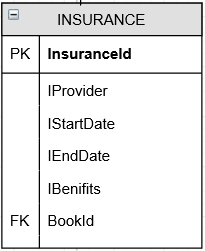 INSURANCE
PK InsuranceId
IProvider
IStartDate
IEndDate
IBenifits
FK BookId